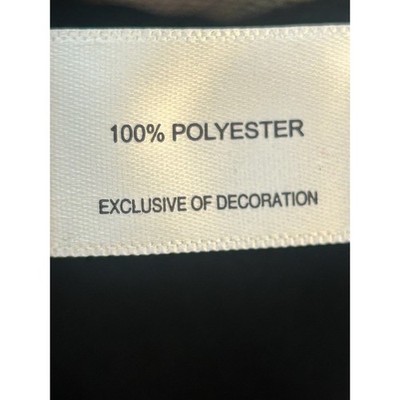 100% POLYESTER
EXCLUSIVE OF DECORATION